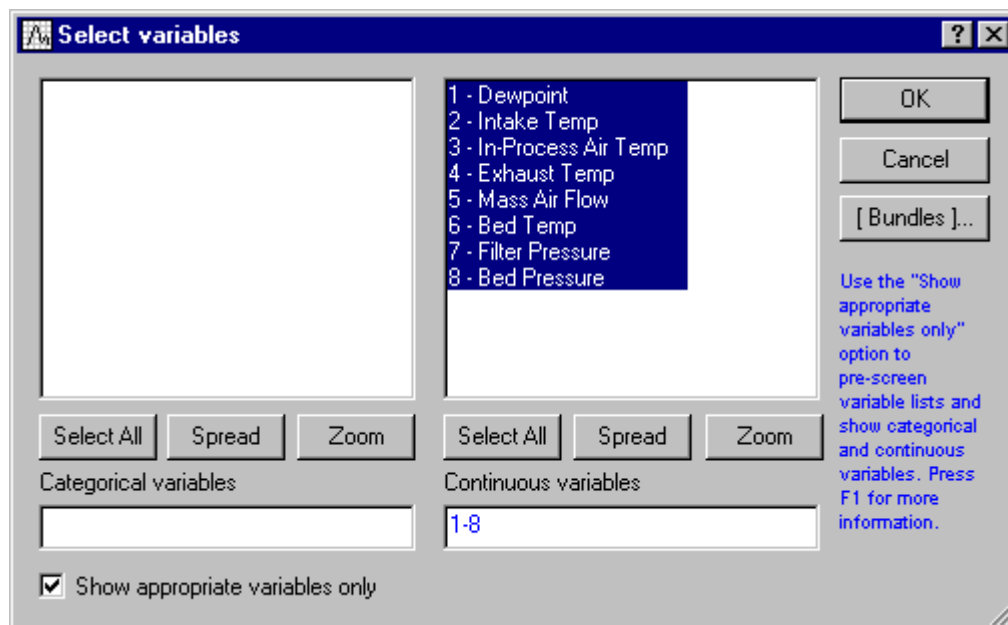 Select variables
1 - Dewpoint
2 - Intake Temp
3 - In-Process Air Temp
4 - Exhaust Temp
5 - Mass Air Flow
6 - Bed Temp
7 - Filter Pressure
8 - Bed Pressure
Select All
Spread
Zoom
Select All
Spread
Zoom
Categorical variables
Continuous variables
1-8
Show appropriate variables only
OK
Cancel
[ Bundles ]...
Use the "Show
appropriate
variables only"
option to
pre-screen
variable lists and
show categorical
and continuous
variables. Press
F1 for more
information.